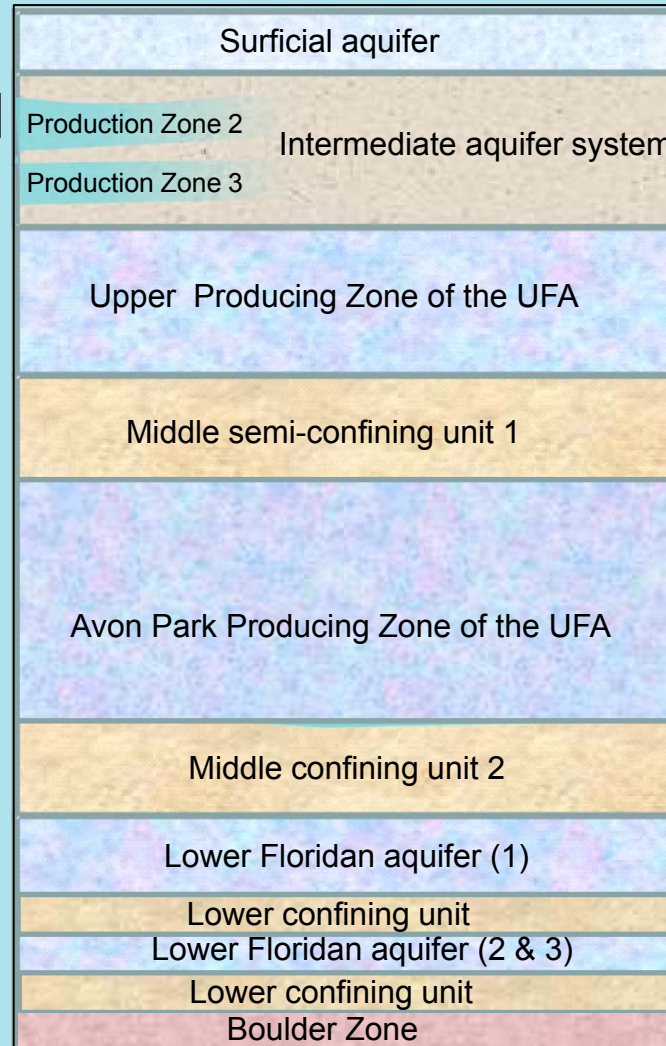 Surficial aquifer
Production Zone 2
Intermediate aquifer system
Production Zone 3
Upper Producing Zone of the UFA
Middle semi-confining unit 1
Avon Park Producing Zone of the UFA
Middle confining unit 2
Lower Floridan aquifer (1)
Lower confining unit
Lower Floridan aquifer (2 & 3)
Lower confining unit
Boulder Zone